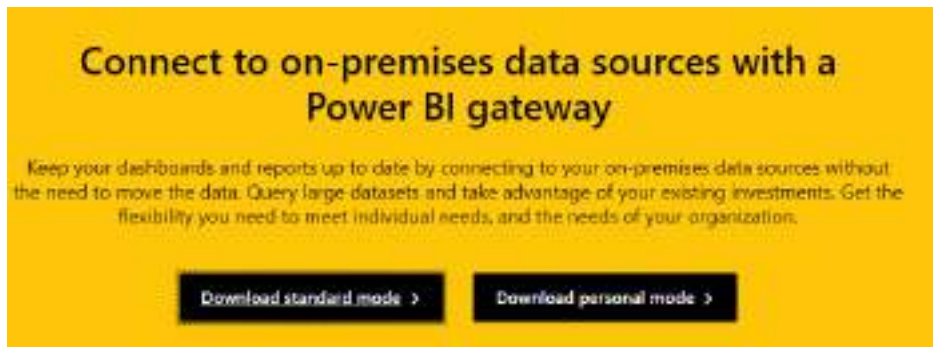 Connect to on-premises data sources with a
Power BI gateway
Keep your dashboards and reports up to date by connecting to your on-premises data sources without
the need to move the data. Query large datasets and take advantage of your existing investments. Get the
flexibility you need to meet individual needs, and the needs of your organization.
Download standard mode > Download personal mode >